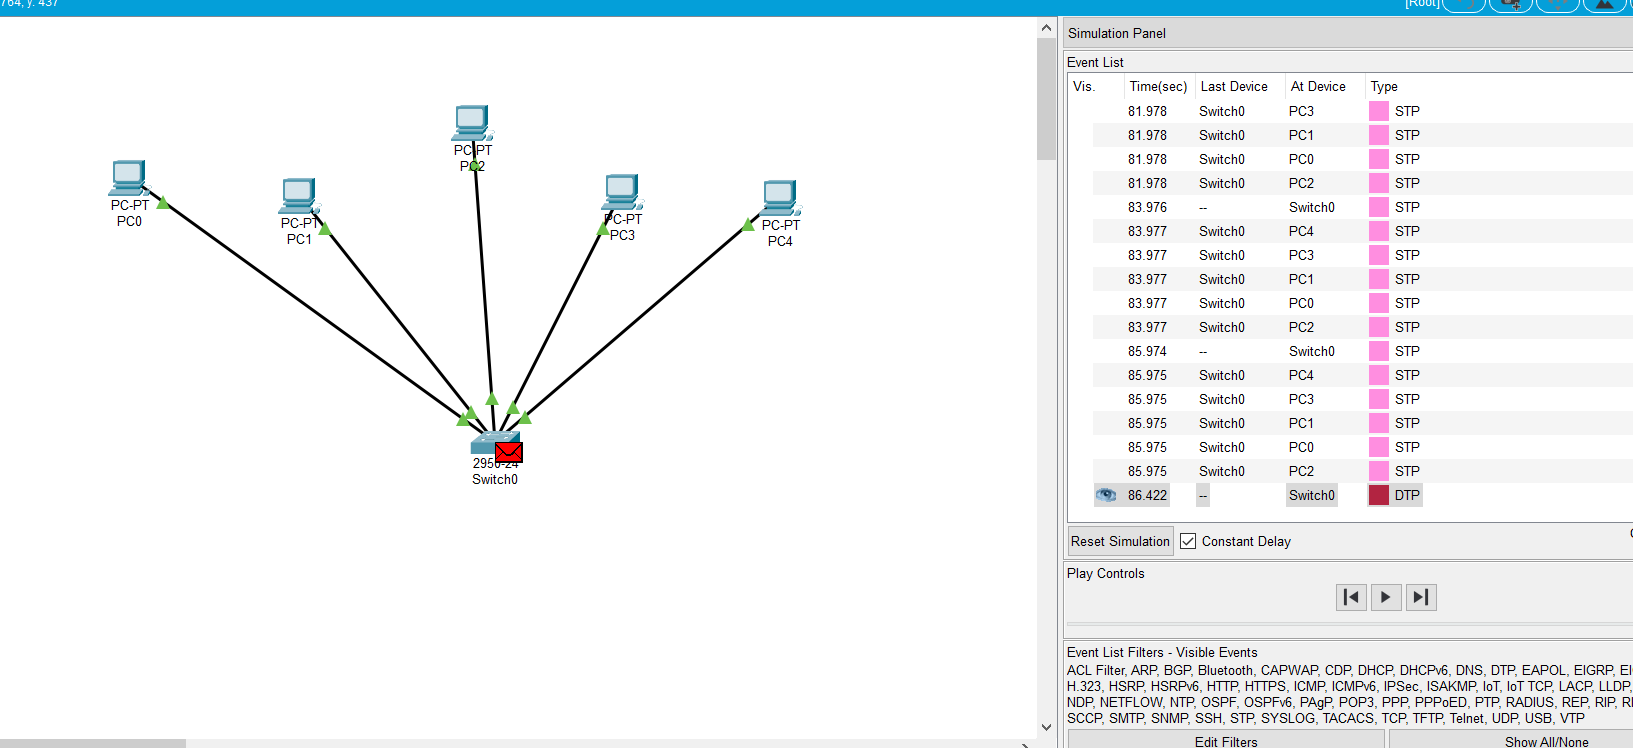 764, y: 437
[Root]
PC-PT
PC0
PC-PT
PC1
PC-PT
PC2
PC-PT
PC3
PC-PT
PC4
2950-24
Switch0
Simulation Panel
Event List
Vis. Time(sec) Last Device At Device Type
81.978 Switch0 PC3 STP
81.978 Switch0 PC1 STP
81.978 Switch0 PC0 STP
81.978 Switch0 PC2 STP
83.976 -- Switch0 STP
83.977 Switch0 PC4 STP
83.977 Switch0 PC3 STP
83.977 Switch0 PC1 STP
83.977 Switch0 PC0 STP
83.977 Switch0 PC2 STP
85.974 -- Switch0 STP
85.975 Switch0 PC4 STP
85.975 Switch0 PC3 STP
85.975 Switch0 PC1 STP
85.975 Switch0 PC0 STP
85.975 Switch0 PC2 STP
86.422 -- Switch0 DTP
Reset Simulation Constant Delay
Play Controls
Event List Filters - Visible Events
ACL Filter, ARP, BGP, Bluetooth, CAPWAP, CDP, DHCP, DHCPv6, DNS, DTP, EAPOL, EIGRP,
H.323, HSRP, HSRPv6, HTTP, HTTPS, ICMP, ICMPv6, IPSec, ISAKMP, IoT, IoT TCP, LACP, LLDP,
NDP, NETFLOW, NTP, OSPF, OSPFv6, PAgP, POP3, PPP, PPPoED, PTP, RADIUS, REP, RIP,
SCCP, SMTP, SNMP, SSH, STP, SYSLOG, TACACS, TCP, TFTP, Telnet, UDP, USB, VTP
Edit Filters Show All/None